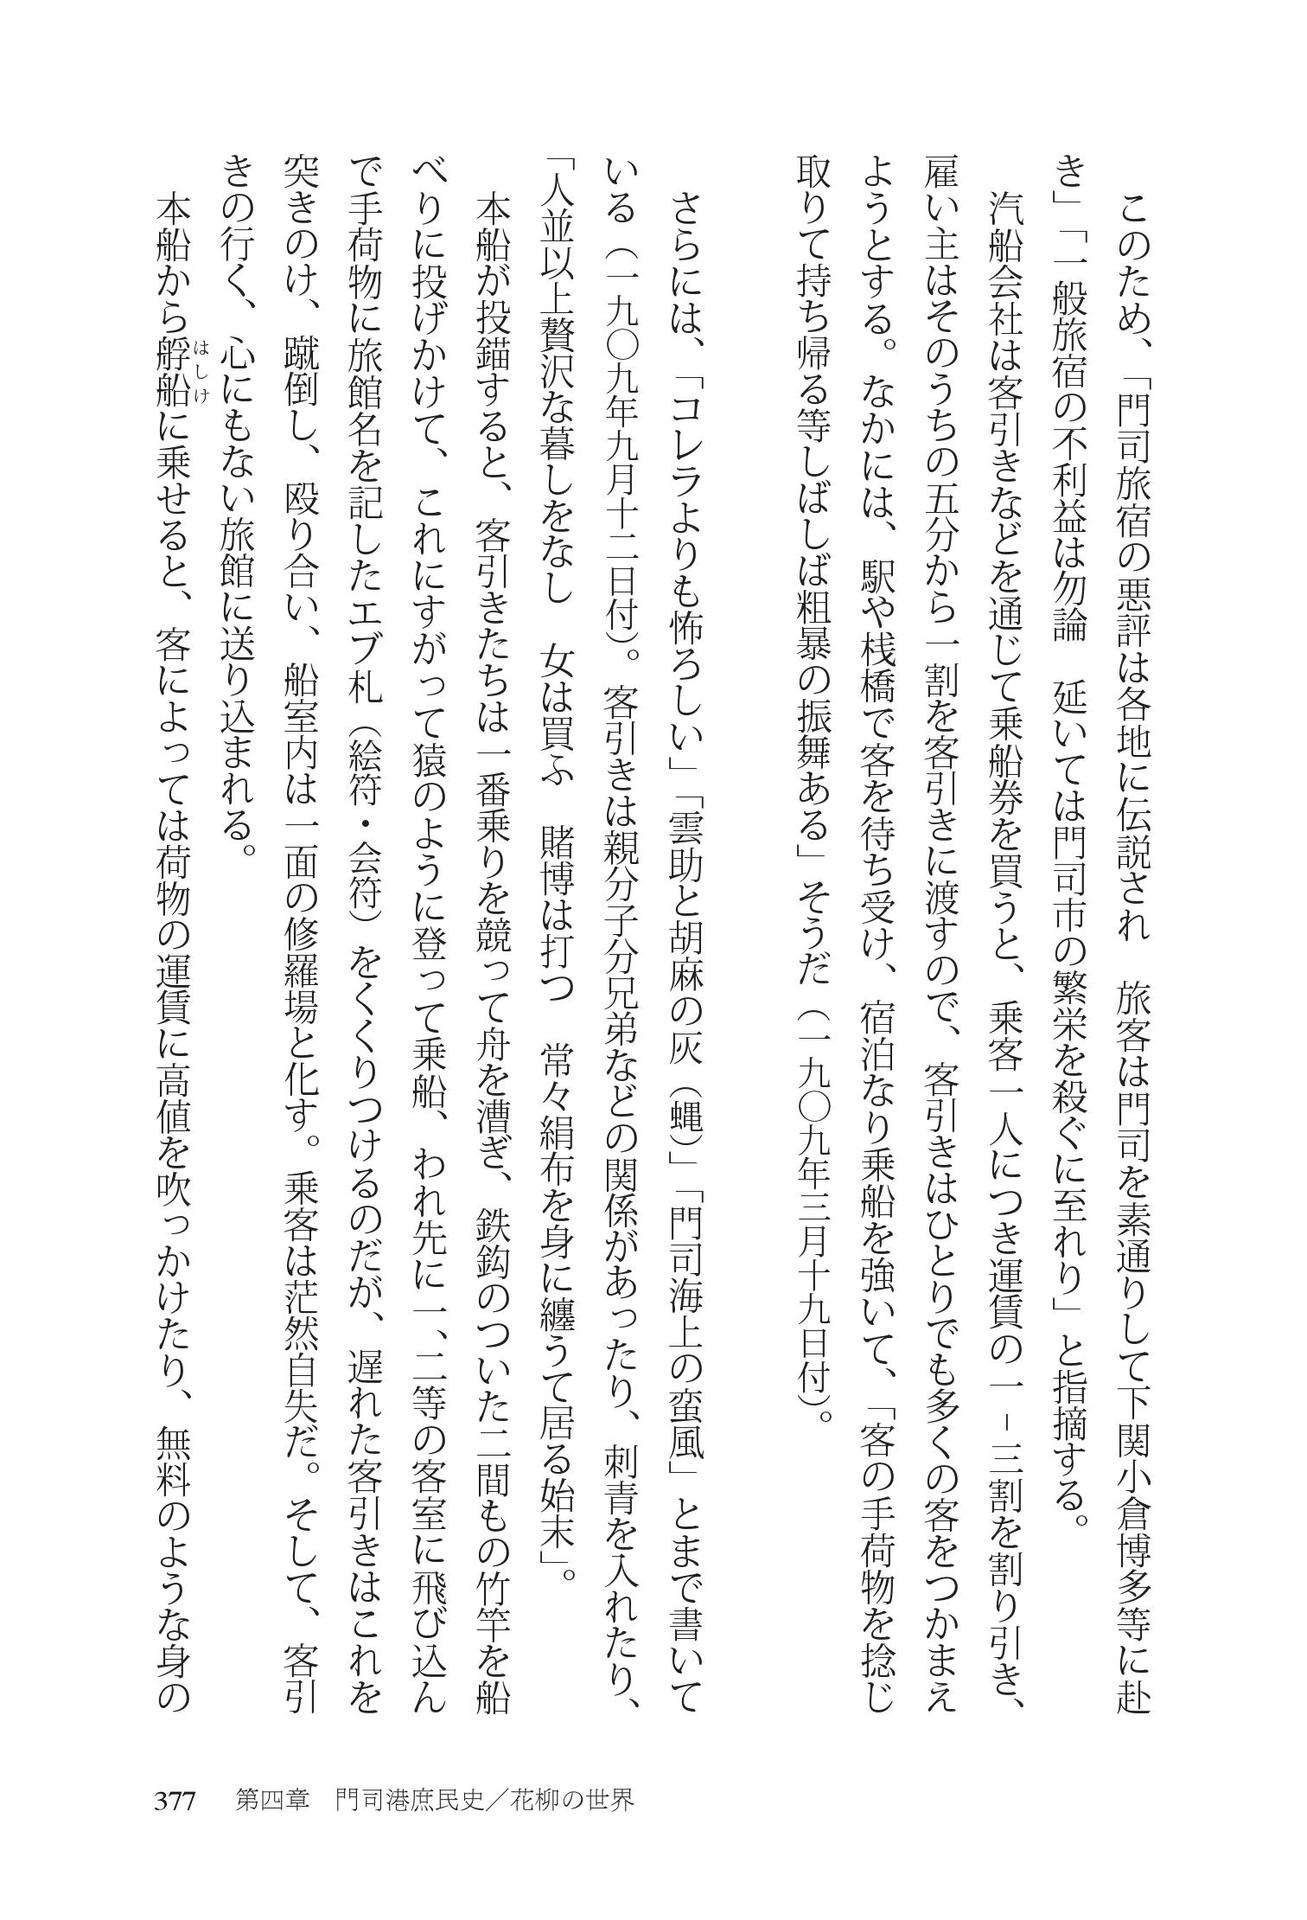 このため、「門司旅宿の悪評は各地に伝説され　旅客は門司を素通りして下関小倉博多等に赴
き」「一般旅宿の不利益は勿論　延いては門司市の繁栄を殺ぐに至れり」と指摘する。
　汽船会社は客引きなどを通じて乗船券を買うと、乗客一人につき運賃の一－三割を割り引き、
雇い主はそのうちの五分から一割を客引きに渡すので、客引きはひとりでも多くの客をつかまえ
ようとする。なかには、駅や桟橋で客を待ち受け、宿泊なり乗船を強いて、「客の手荷物を捻じ
取りて持ち帰る等しばしば粗暴の振舞ある」そうだ（一九〇九年三月十九日付）。
　さらには、「コレラよりも怖ろしい」「雲助と胡麻の灰（蝿）」「門司海上の蛮風」とまで書いて
いる（一九〇九年九月十二日付）。客引きは親分子分兄弟などの関係があったり、刺青を入れたり、
「人並以上贅沢な暮しをなし　女は買ふ　賭博は打つ　常々絹布を身に纏うて居る始末」。
　本船が投錨すると、客引きたちは一番乗りを競って舟を漕ぎ、鉄鈎のついた二間もの竹竿を船
べりに投げかけて、これにすがって猿のように登って乗船、われ先に一、二等の客室に飛び込ん
で手荷物に旅館名を記したエブ札（絵符・会符）をくくりつけるのだが、遅れた客引きはこれを
突きのけ、蹴倒し、殴り合い、船室内は一面の修羅場と化す。乗客は茫然自失だ。そして、客引
きの行く、心にもない旅館に送り込まれる。
　本船から艀船はしけに乗せると、客によっては荷物の運賃に高値を吹っかけたり、無料のような身の
377　第四章　門司港庶民史／花柳の世界